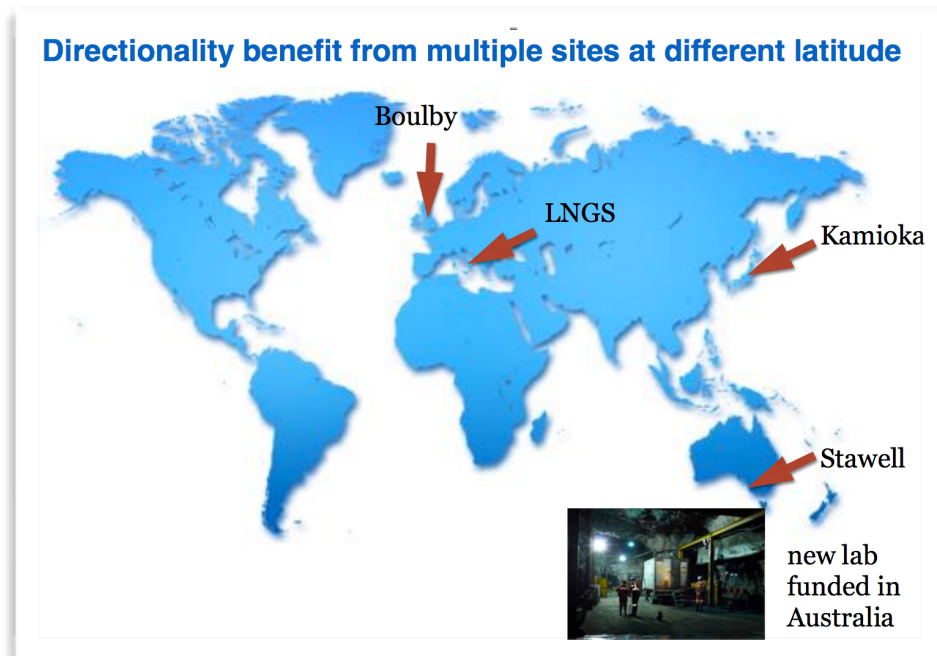 Directionality benefit from multiple sites at different latitude
Boulby
LNGS
Kamioka
Stawell
new lab
funded in
Australia